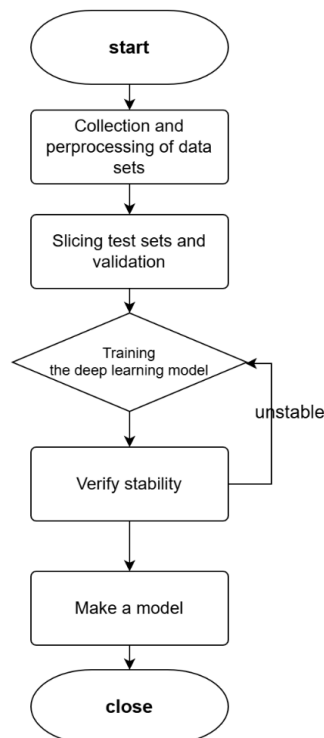 start
Collection and
perprocessing of data
sets
Slicing test sets and
validation
Training
the deep learning model
unstable
Verify stability
Make a model
close